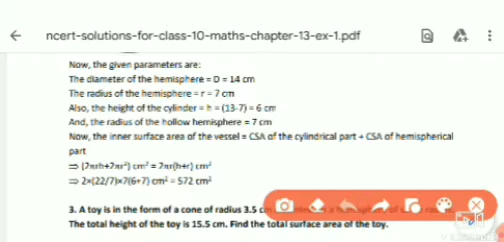 ncert-solutions-for-class-10-maths-chapter-13-ex-1.pdf
Now, the given parameters are:
The diameter of the hemisphere = D = 14 cm
The radius of the hemisphere = r = 7 cm
Also, the height of the cylinder = h = (13-7) = 6 cm
And, the radius of the hollow hemisphere = 7 cm
Now, the inner surface area of the vessel = CSA of the cylindrical part + CSA of hemispherical
part
⇒ (2πrh+2πr²) cm² = 2πr(h+r) cm²
⇒ 2×(22/7)×7(6+7) cm² = 572 cm²
3. A toy is in the form of a cone of radius 3.5
The total height of the toy is 15.5 cm. Find the total surface area of the toy.